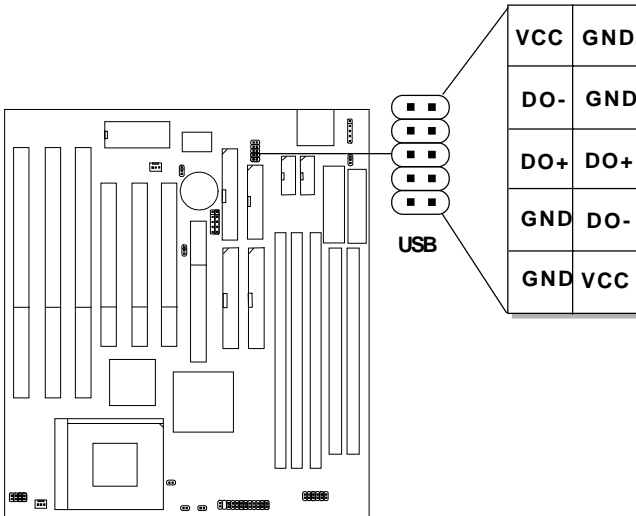 VCC GND
DO- GND
DO+ DO+
GND DO-
GND VCC
USB